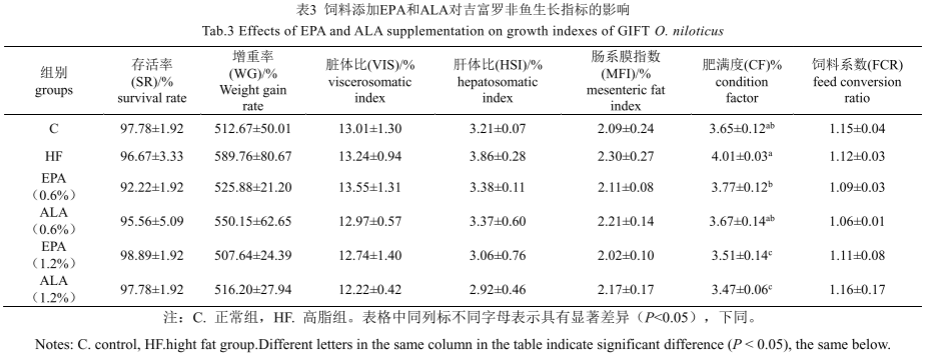 表3 饲料添加EPA和ALA对吉富罗非鱼生长指标的影响
Tab.3 Effects of EPA and ALA supplementation on growth indexes of GIFT O. niloticus
组别 groups 存活率 (SR)/% survival rate 增重率 (WG)/% Weight gain rate 脏体比(VIS)/% viscerosomatic index 肝体比(HSI)/% hepatosomatic index 肠系膜指数 (MFI)/% mesenteric fat index 肥满度(CF)% condition factor 饲料系数(FCR) feed conversion ratio
C 97.78±1.92 512.67±50.01 13.01±1.30 3.21±0.07 2.09±0.24 3.65±0.12ab 1.15±0.04
HF 96.67±3.33 589.76±80.67 13.24±0.94 3.86±0.28 2.30±0.27 4.01±0.03a 1.12±0.03
EPA （0.6%） 92.22±1.92 525.88±21.20 13.55±1.31 3.38±0.11 2.11±0.08 3.77±0.12b 1.09±0.03
ALA （0.6%） 95.56±5.09 550.15±62.65 12.97±0.57 3.37±0.60 2.21±0.14 3.67±0.14ab 1.06±0.01
EPA （1.2%） 98.89±1.92 507.64±24.39 12.74±1.40 3.06±0.76 2.02±0.10 3.51±0.14c 1.11±0.08
ALA （1.2%） 97.78±1.92 516.20±27.94 12.22±0.42 2.92±0.46 2.17±0.17 3.47±0.06c 1.16±0.17
注：C. 正常组，HF. 高脂组。表格中同列标不同字母表示具有显著差异（P<0.05），下同。
Notes: C. control, HF.hight fat group.Different letters in the same column in the table indicate significant difference (P < 0.05), the same below.